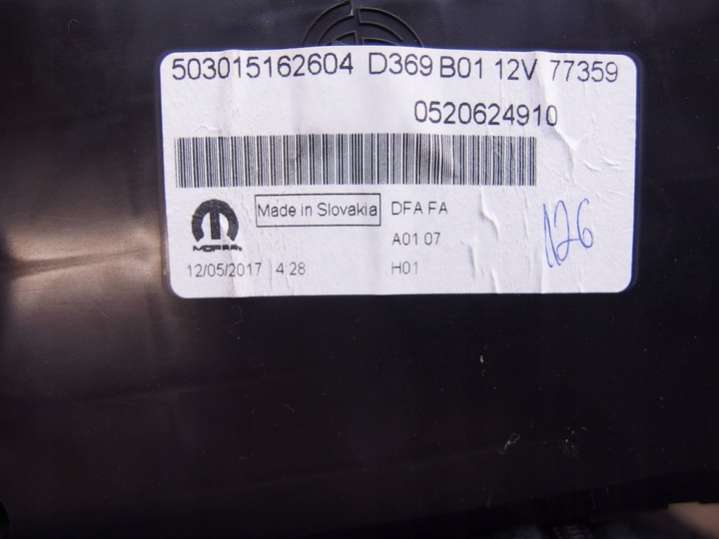 503015162604 D369 B01 12V 77359
0520624910
Made in Slovakia DFA FA
MOPAR A01 07
12/05/2017 4:28 H01
126